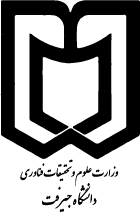 وزارت علوم و تحقیقات و فناوری
دانشگاه جیرفت